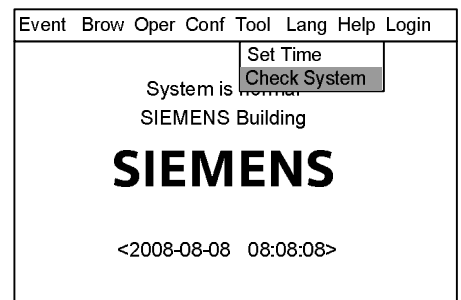 Event Brow Oper Conf Tool Lang Help Login
Set Time
Check System
System is normal
SIEMENS Building
SIEMENS
<2008-08-08 08:08:08>